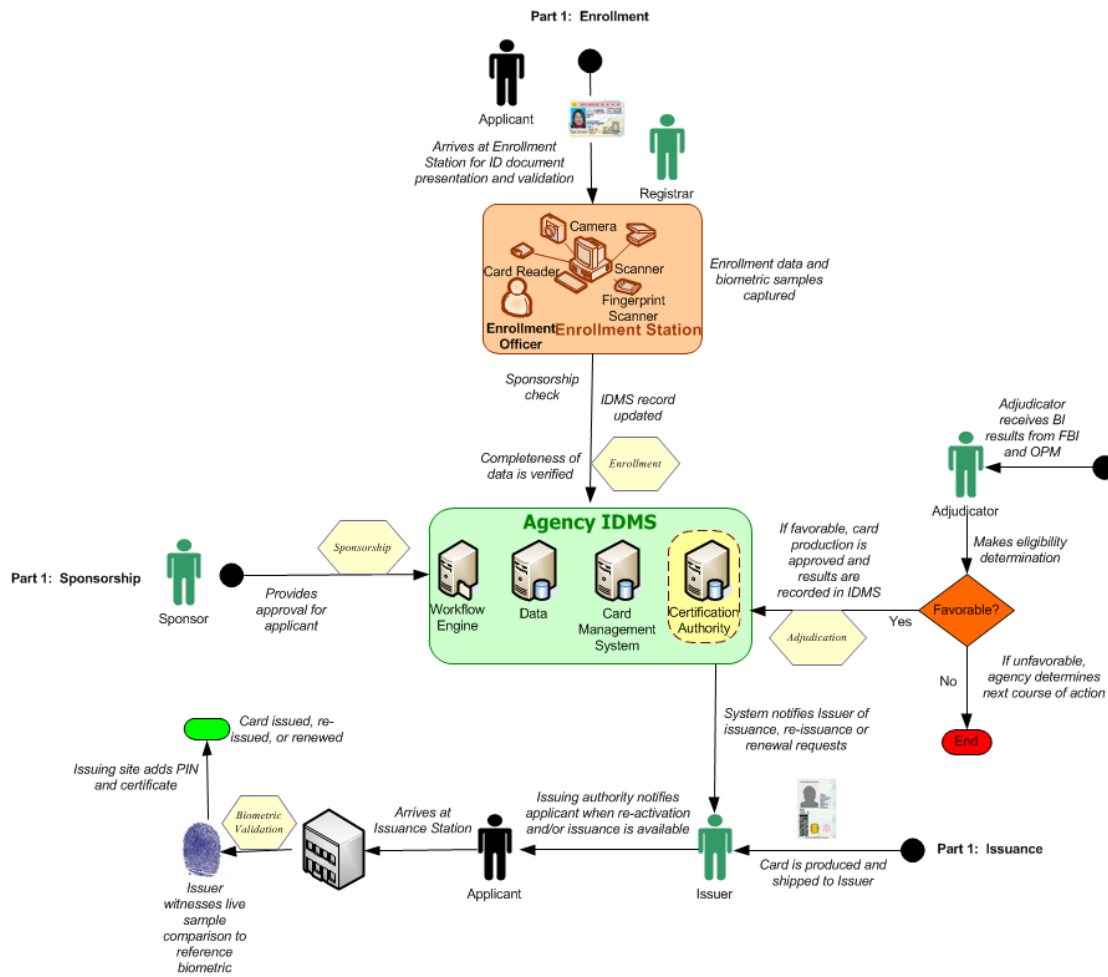 Part 1: Enrollment
Applicant
Arrives at Enrollment
Station for ID document
presentation and validation
Registrar
Camera
Card Reader
Scanner
Fingerprint
Scanner
Enrollment
Officer
Enrollment Station
Enrollment data and
biometric samples
captured
Sponsorship
check
IDMS record
updated
Completeness of
data is verified
Enrollment
Adjudicator
receives BI
results from FBI
and OPM
Adjudicator
Makes eligibility
determination
Agency IDMS
Workflow
Engine
Data
Card
Management
System
Certification
Authority
Part 1: Sponsorship
Sponsor
Sponsorship
Provides
approval for
applicant
If favorable, card
production is
approved and
results are
recorded in IDMS
Adjudication
Yes
Favorable?
No
If unfavorable,
agency determines
next course of action
End
System notifies Issuer of
issuance, re-issuance or
renewal requests
Card issued, re-
issued, or renewed
Issuing site adds PIN
and certificate
Biometric
Validation
Issuer
witnesses live
sample
comparison to
reference
biometric
Arrives at
Issuance Station
Applicant
Issuing authority notifies
applicant when re-activation
and/or issuance is available
Issuer
Card is produced and
shipped to Issuer
Part 1: Issuance